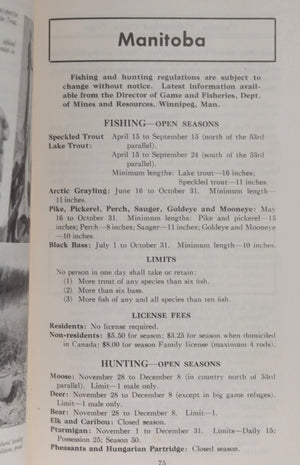 Manitoba
Fishing and hunting regulations are subject to
change without notice. Latest information avail-
able from the Director of Game and Fisheries, Dept.
of Mines and Resources, Winnipeg, Man.
FISHING—OPEN SEASONS
Speckled Trout April 15 to September 15 (north of the 53rd
Lake Trout: parallel).
April 15 to September 24 (south of the 53rd
parallel).
Minimum lengths: Lake trout—16 inches;
Speckled trout—11 inches.
Arctic Grayling: June 16 to October 31. Minimum length—
11 inches.
Pike, Pickerel, Perch, Sauger, Goldeye and Mooneye: May
16 to October 31. Minimum lengths: Pike and pickerel—15
inches; Perch—8 inches; Sauger—11 inches; Goldeye and Mooneye
—10 inches.
Black Bass: July 1 to October 31. Minimum length—10 inches.
LIMITS
No person in one day shall take or retain:
(1) More trout of any species than six fish.
(2) More than six bass.
(3) More fish of any and all species than ten fish.
LICENSE FEES
Residents: No license required.
Non-residents: $5.50 for season; $3.25 for season when domiciled
in Canada; $8.00 for season Family license (maximum 4 rods).
HUNTING—OPEN SEASONS
Moose: November 28 to December 8 (in country north of 53rd
parallel). Limit—1 male only.
Deer: November 28 to December 8 (except in big game refuges).
Limit—1 male only.
Bear: November 28 to December 8. Limit—1.
Elk and Caribou: Closed season.
Ptarmigan: November 1 to December 31. Limits—Daily 15;
Possession 25; Season 50.
Pheasants and Hungarian Partridge: Closed season.
75